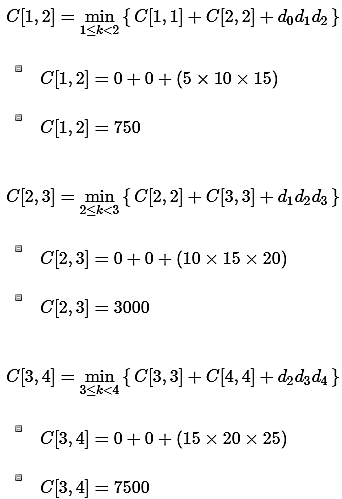 C[1, 2] = min 1≤k<2 { C[1, 1] + C[2, 2] + d₀d₁d₂ }
C[1, 2] = 0 + 0 + (5 × 10 × 15)
C[1, 2] = 750
C[2, 3] = min 2≤k<3 { C[2, 2] + C[3, 3] + d₁d₂d₃ }
C[2, 3] = 0 + 0 + (10 × 15 × 20)
C[2, 3] = 3000
C[3, 4] = min 3≤k<4 { C[3, 3] + C[4, 4] + d₂d₃d₄ }
C[3, 4] = 0 + 0 + (15 × 20 × 25)
C[3, 4] = 7500